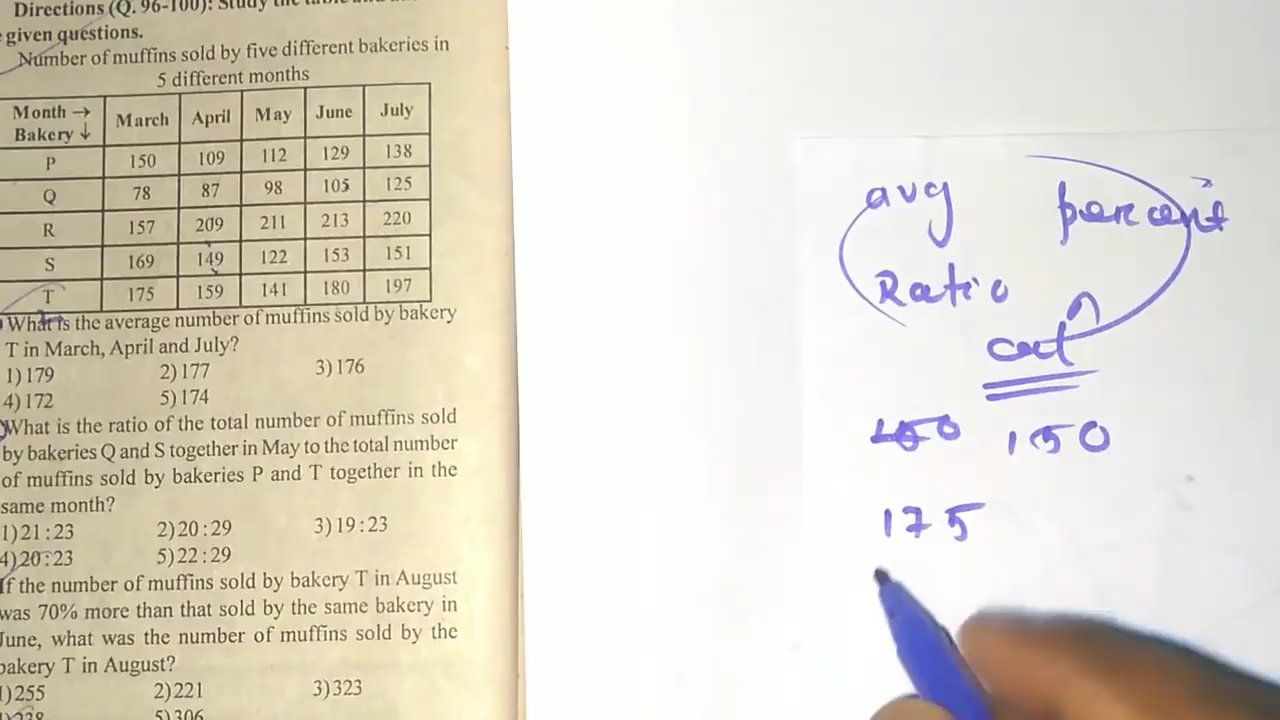 Directions (Q. 96-100): Study the table and
given questions.
Number of muffins sold by five different bakeries in
5 different months
Month → Bakery ↓ March April May June July
P 150 109 112 129 138
Q 78 87 98 105 125
R 157 209 211 213 220
S 169 149 122 153 151
T 175 159 141 180 197
What is the average number of muffins sold by bakery
T in March, April and July?
1) 179 2) 177 3) 176
4) 172 5) 174
What is the ratio of the total number of muffins sold
by bakeries Q and S together in May to the total number
of muffins sold by bakeries P and T together in the
same month?
1) 21 : 23 2) 20 : 29 3) 19 : 23
4) 20 : 23 5) 22 : 29
If the number of muffins sold by bakery T in August
was 70% more than that sold by the same bakery in
June, what was the number of muffins sold by the
bakery T in August?
1) 255 2) 221 3) 323
238 5) 306
avg percent
Ratio
150
175